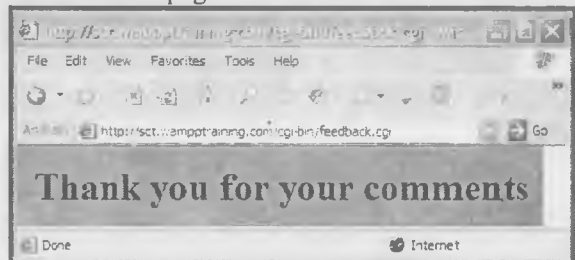 File Edit View Favorites Tools Help
http://sct.wampptraining.com/cgi-bin/feedback.cgi Go
Thank you for your comments
Done Internet